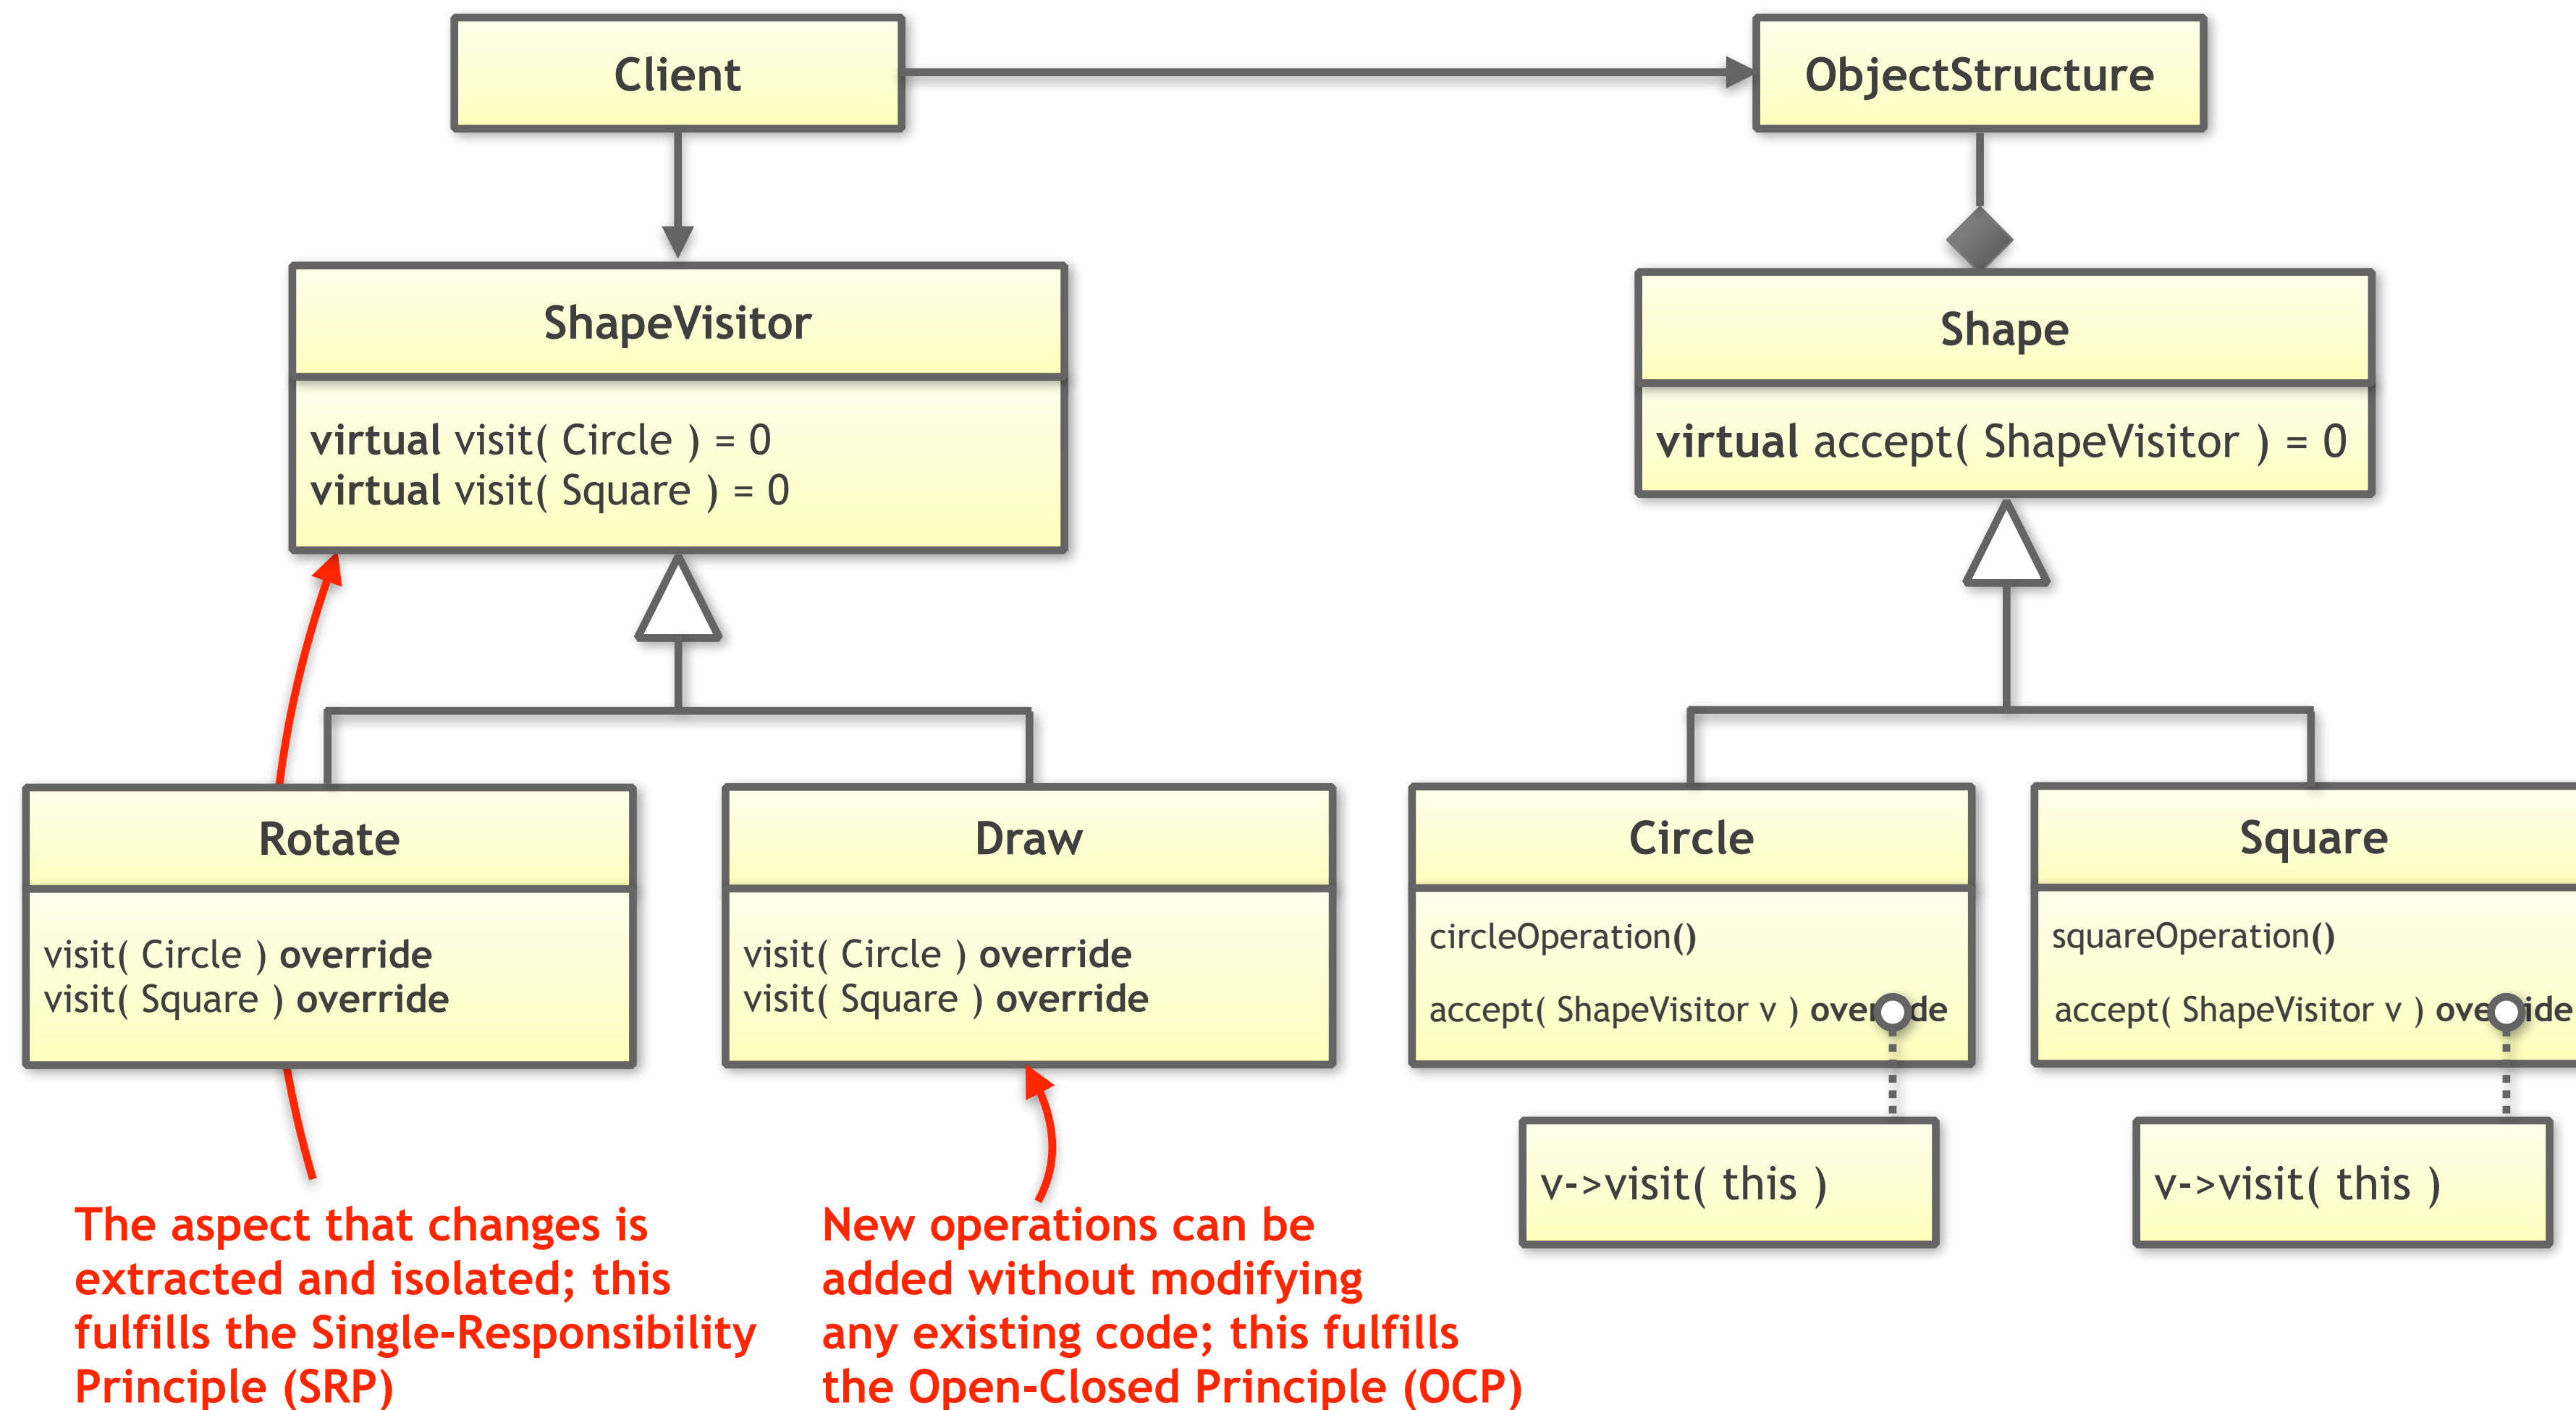 Client
ObjectStructure
ShapeVisitor
virtual visit( Circle ) = 0
virtual visit( Square ) = 0
Shape
virtual accept( ShapeVisitor ) = 0
Rotate
visit( Circle ) override
visit( Square ) override
Draw
visit( Circle ) override
visit( Square ) override
Circle
circleOperation()
accept( ShapeVisitor v ) override
v->visit( this )
Square
squareOperation()
accept( ShapeVisitor v ) override
v->visit( this )
The aspect that changes is
extracted and isolated; this
fulfills the Single-Responsibility
Principle (SRP)
New operations can be
added without modifying
any existing code; this fulfills
the Open-Closed Principle (OCP)